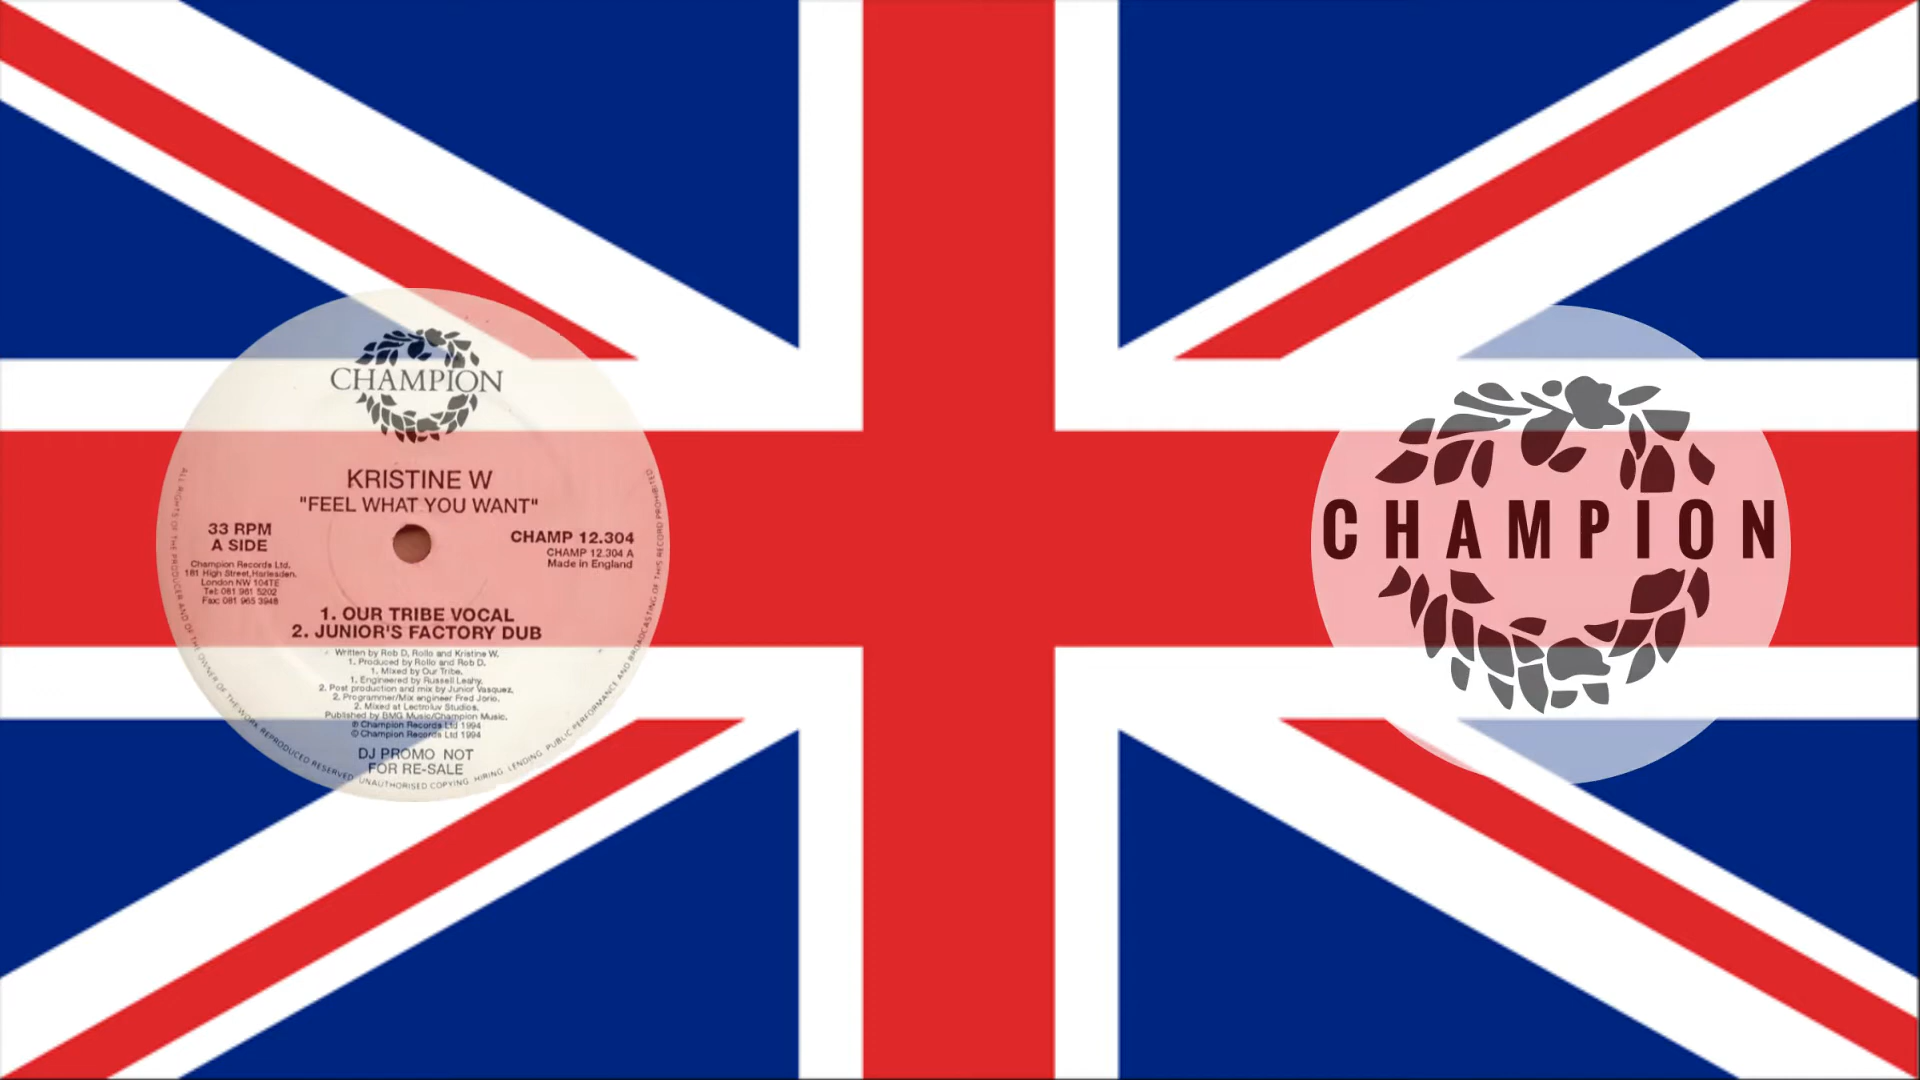 CHAMPION
KRISTINE W
"FEEL WHAT YOU WANT"
33 RPM
A SIDE
Champion Records Ltd.
181 High Street,Harlesden.
London NW 104TE
Tel: 081 961 5202
Fax: 081 965 3948
CHAMP 12.304
CHAMP 12.304 A
Made in England
1. OUR TRIBE VOCAL
2. JUNIOR'S FACTORY DUB
Written by Rob D, Rollo and Kristine W.
1. Produced by Rollo and Rob D.
1. Mixed by Our Tribe.
1. Engineered by Russell Leahy.
2. Post production and mix by Junior Vasquez.
2. Programmer/Mix engineer Fred Jorio.
2. Mixed at Lectroluv Studios.
Published by BMG Music/Champion Music.
℗ Champion Records Ltd 1994
© Champion Records Ltd 1994
DJ PROMO NOT
FOR RE-SALE
ALL RIGHTS OF THE PRODUCER AND OF THE OWNER OF THE WORK REPRODUCED RESERVED. UNAUTHORISED COPYING, HIRING, LENDING, PUBLIC PERFORMANCE AND BROADCASTING OF THIS RECORD PROHIBITED
CHAMPION